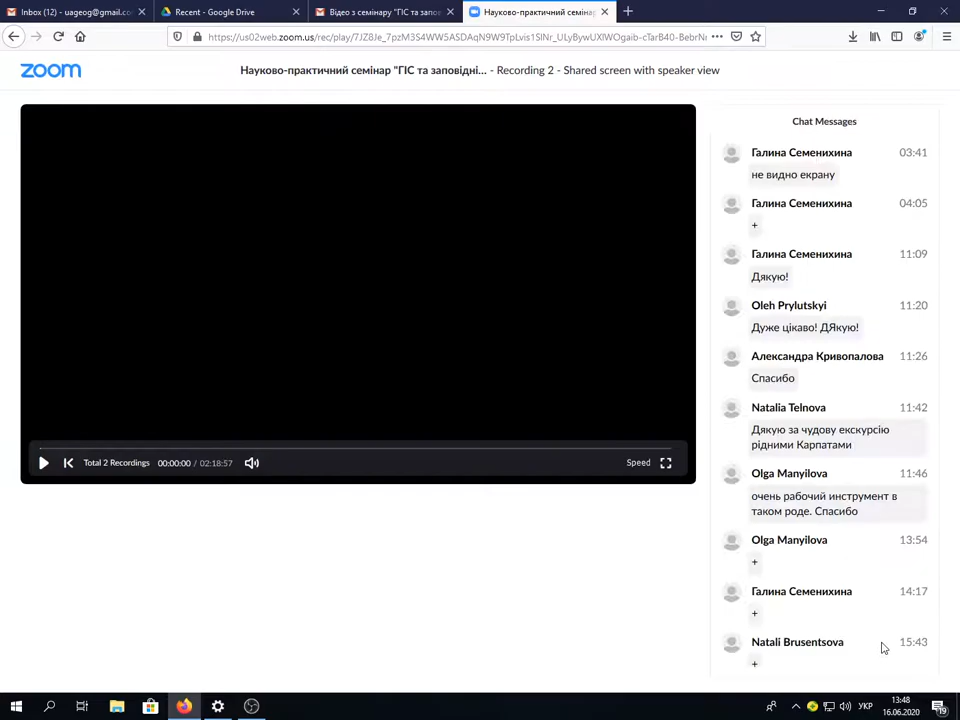 Inbox (12) - uageog@gmail.co
Recent - Google Drive
Відео з семінару "ГІС та запов
Науково-практичний семінар
https://us02web.zoom.us/rec/play/
zoom
Науково-практичний семінар "ГІС та заповідні... - Recording 2 - Shared screen with speaker view
Chat Messages
Галина Семенихина 03:41
не видно екрану
Галина Семенихина 04:05
+
Галина Семенихина 11:09
Дякую!
Oleh Prylutskyi 11:20
Дуже цікаво! ДЯкую!
Александра Кривопалова 11:26
Спасибо
Natalia Telnova 11:42
Дякую за чудову екскурсію
рідними Карпатами
Olga Manyilova 11:46
очень рабочий инструмент в
таком роде. Спасибо
Olga Manyilova 13:54
+
Галина Семенихина 14:17
+
Natali Brusentsova 15:43
+
Total 2 Recordings 00:00:00 / 02:18:57 Speed
УКР
13:48
16.06.2020
19